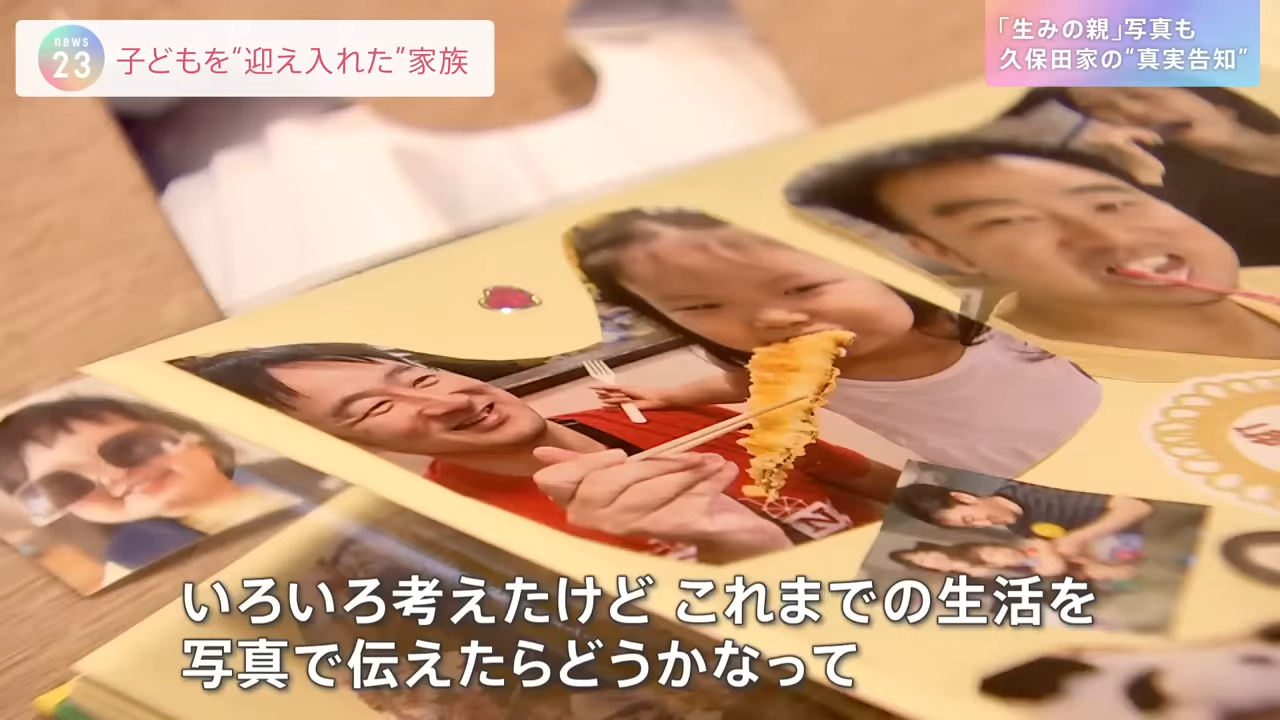 news
23
子どもを“迎え入れた”家族
「生みの親」写真も
久保田家の“真実告知”
N
いろいろ考えたけど これまでの生活を
写真で伝えたらどうかなって